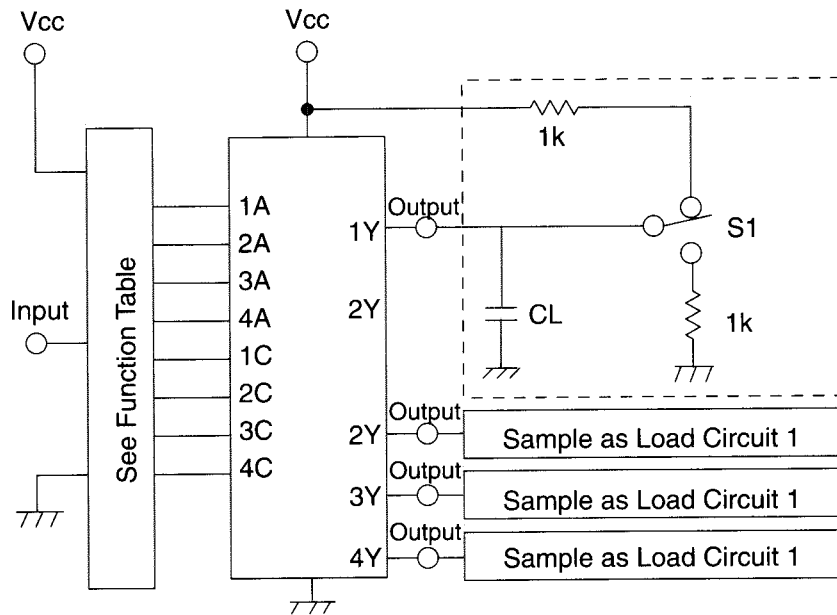 Vcc
Vcc
1k
Output
1A
1Y
S1
2A
3A
2Y
Input
4A
CL
1k
See Function Table
1C
2C
Output
3C
2Y
Sample as Load Circuit 1
4C
Output
3Y
Sample as Load Circuit 1
Output
4Y
Sample as Load Circuit 1